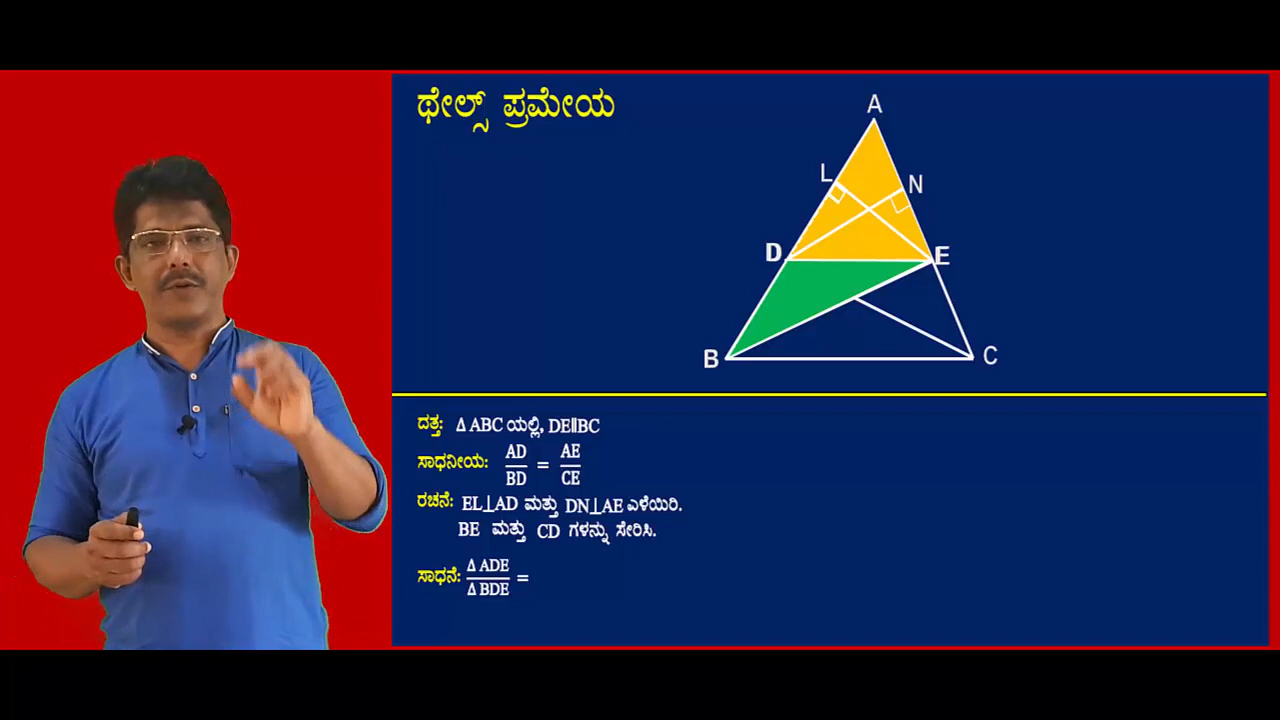 ಥೇಲ್ಸ್ ಪ್ರಮೇಯ
A
L
N
D
E
B
C
ದತ್ತ: Δ ABC ಯಲ್ಲಿ, DE∥BC
ಸಾಧನೀಯ: AD/BD = AE/CE
ರಚನೆ: EL⊥AD ಮತ್ತು DN⊥AE ಎಳೆಯಿರಿ.
BE ಮತ್ತು CD ಗಳನ್ನು ಸೇರಿಸಿ.
ಸಾಧನೆ: Δ ADE/Δ BDE =